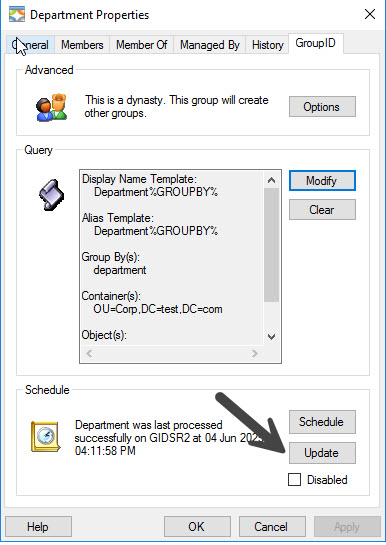 Department Properties
General Members Member Of Managed By History GroupID
Advanced
This is a dynasty. This group will create
other groups.
Options
Query
Display Name Template:
Department%GROUPBY%
Alias Template:
Department%GROUPBY%
Group By(s):
department
Container(s):
OU=Corp,DC=test,DC=com
Object(s):
Modify
Clear
Schedule
Department was last processed
successfully on GIDSR2 at 04 Jun
04:11:58 PM
Schedule
Update
Disabled
Help OK Cancel Apply